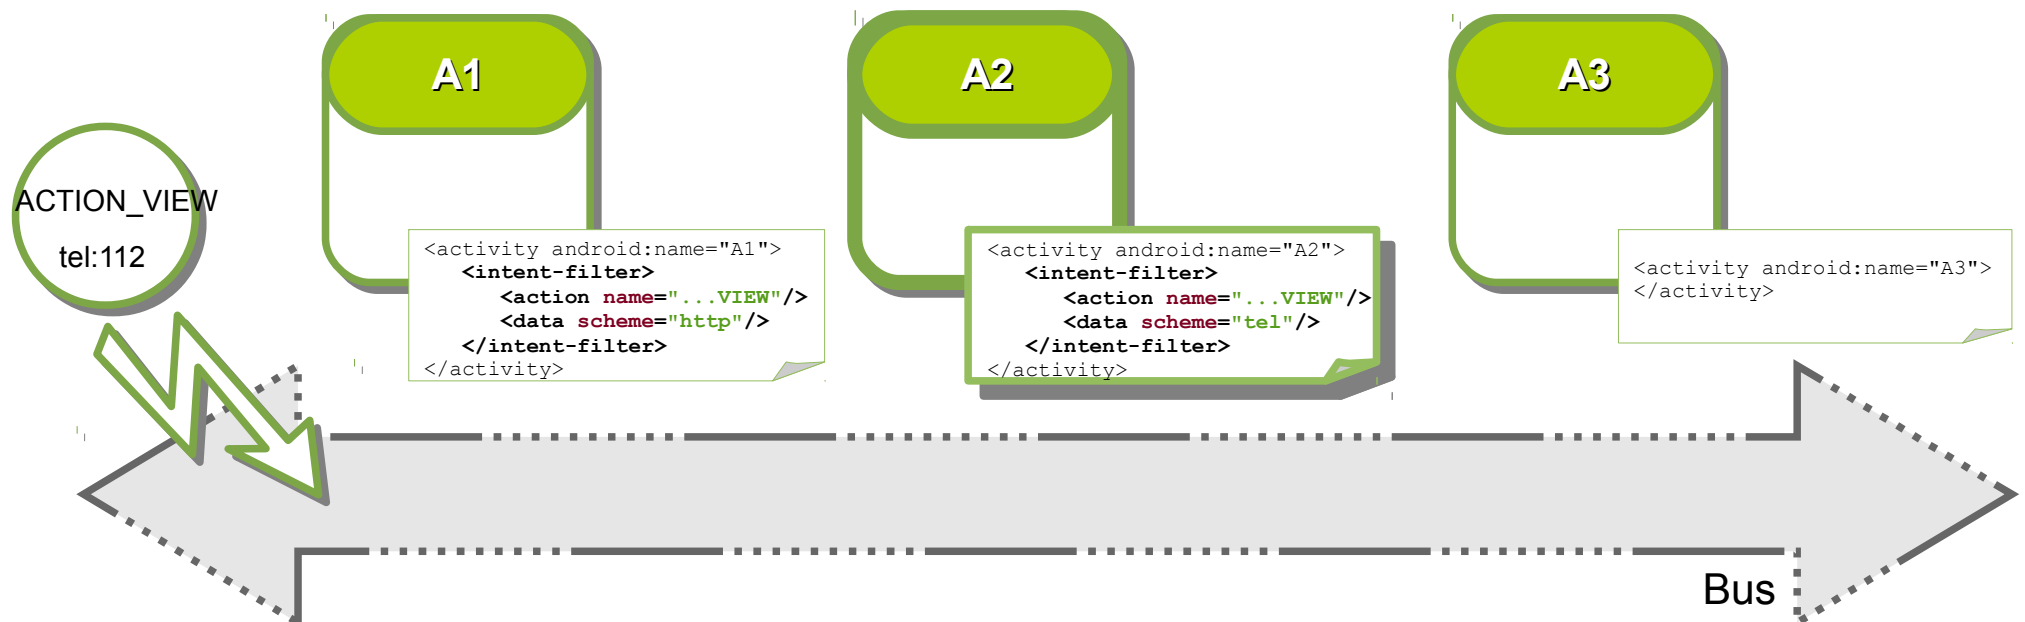 A1
A2
A3
ACTION_VIEW
tel:112
<activity android:name="A1">
<intent-filter>
<action name="...VIEW"/>
<data scheme="http"/>
</intent-filter>
</activity>
<activity android:name="A2">
<intent-filter>
<action name="...VIEW"/>
<data scheme="tel"/>
</intent-filter>
</activity>
<activity android:name="A3">
</activity>
Bus